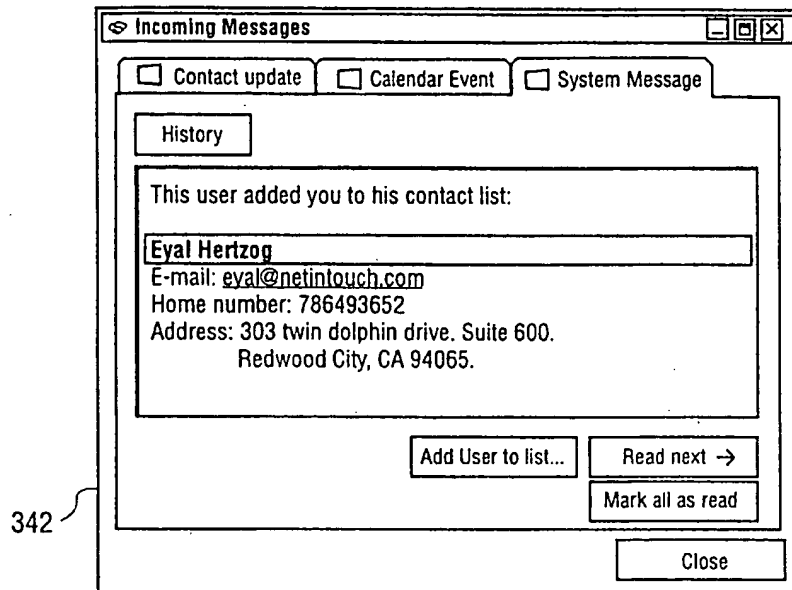 Incoming Messages
Contact update
Calendar Event
System Message
History
This user added you to his contact list:
Eyal Hertzog
E-mail: eyal@netintouch.com
Home number: 786493652
Address: 303 twin dolphin drive. Suite 600.
Redwood City, CA 94065.
Add User to list...
Read next →
Mark all as read
342
Close